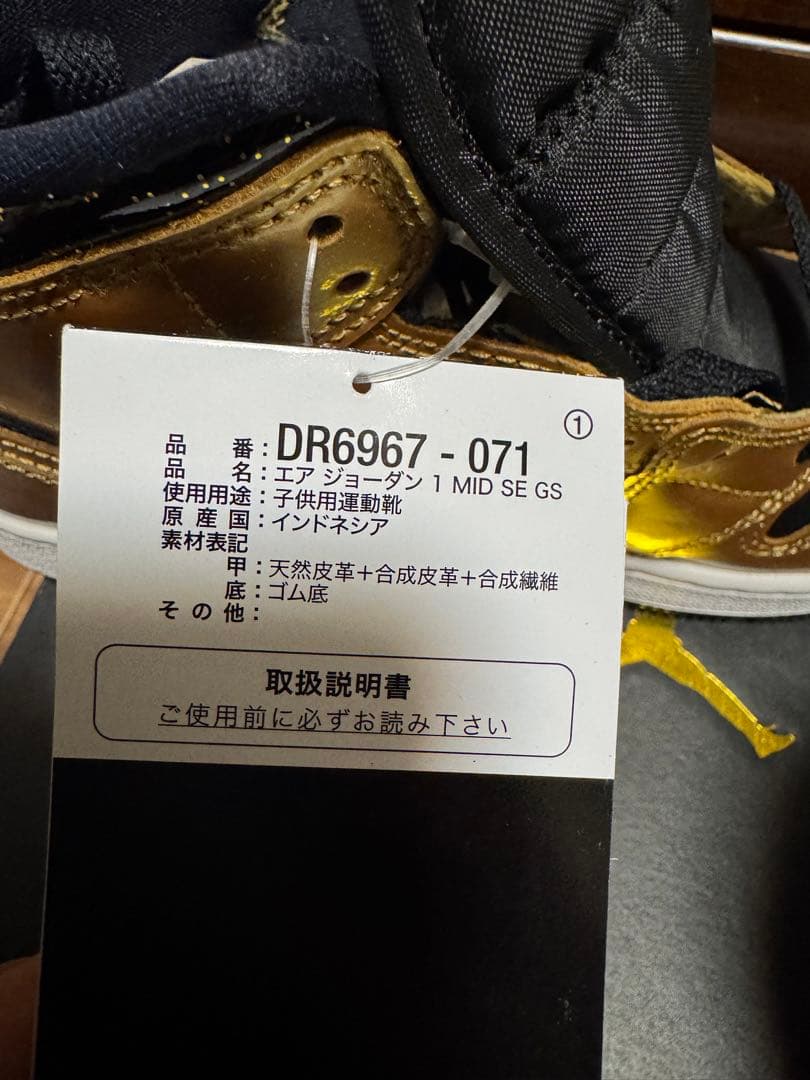 ①
品番：DR6967 - 071
品名：エア ジョーダン 1 MID SE GS
使用用途：子供用運動靴
原産国：インドネシア
素材表記
甲：天然皮革＋合成皮革＋合成繊維
底：ゴム底
その他：
取扱説明書
ご使用前に必ずお読み下さい